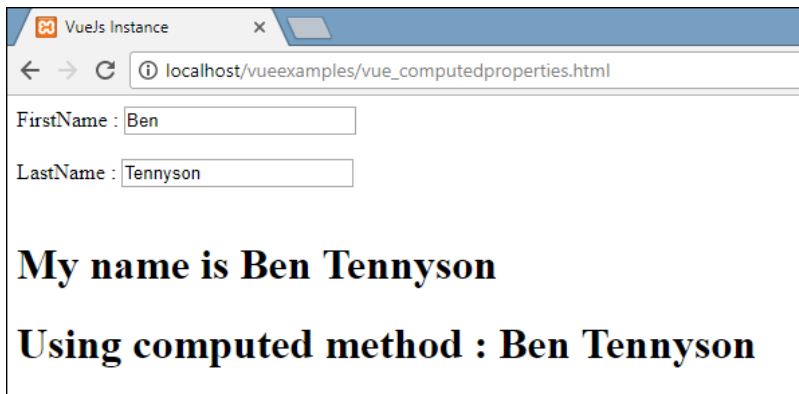 VueJs Instance
localhost/vueexamples/vue_computedproperties.html
FirstName : Ben
LastName : Tennyson
My name is Ben Tennyson
Using computed method : Ben Tennyson